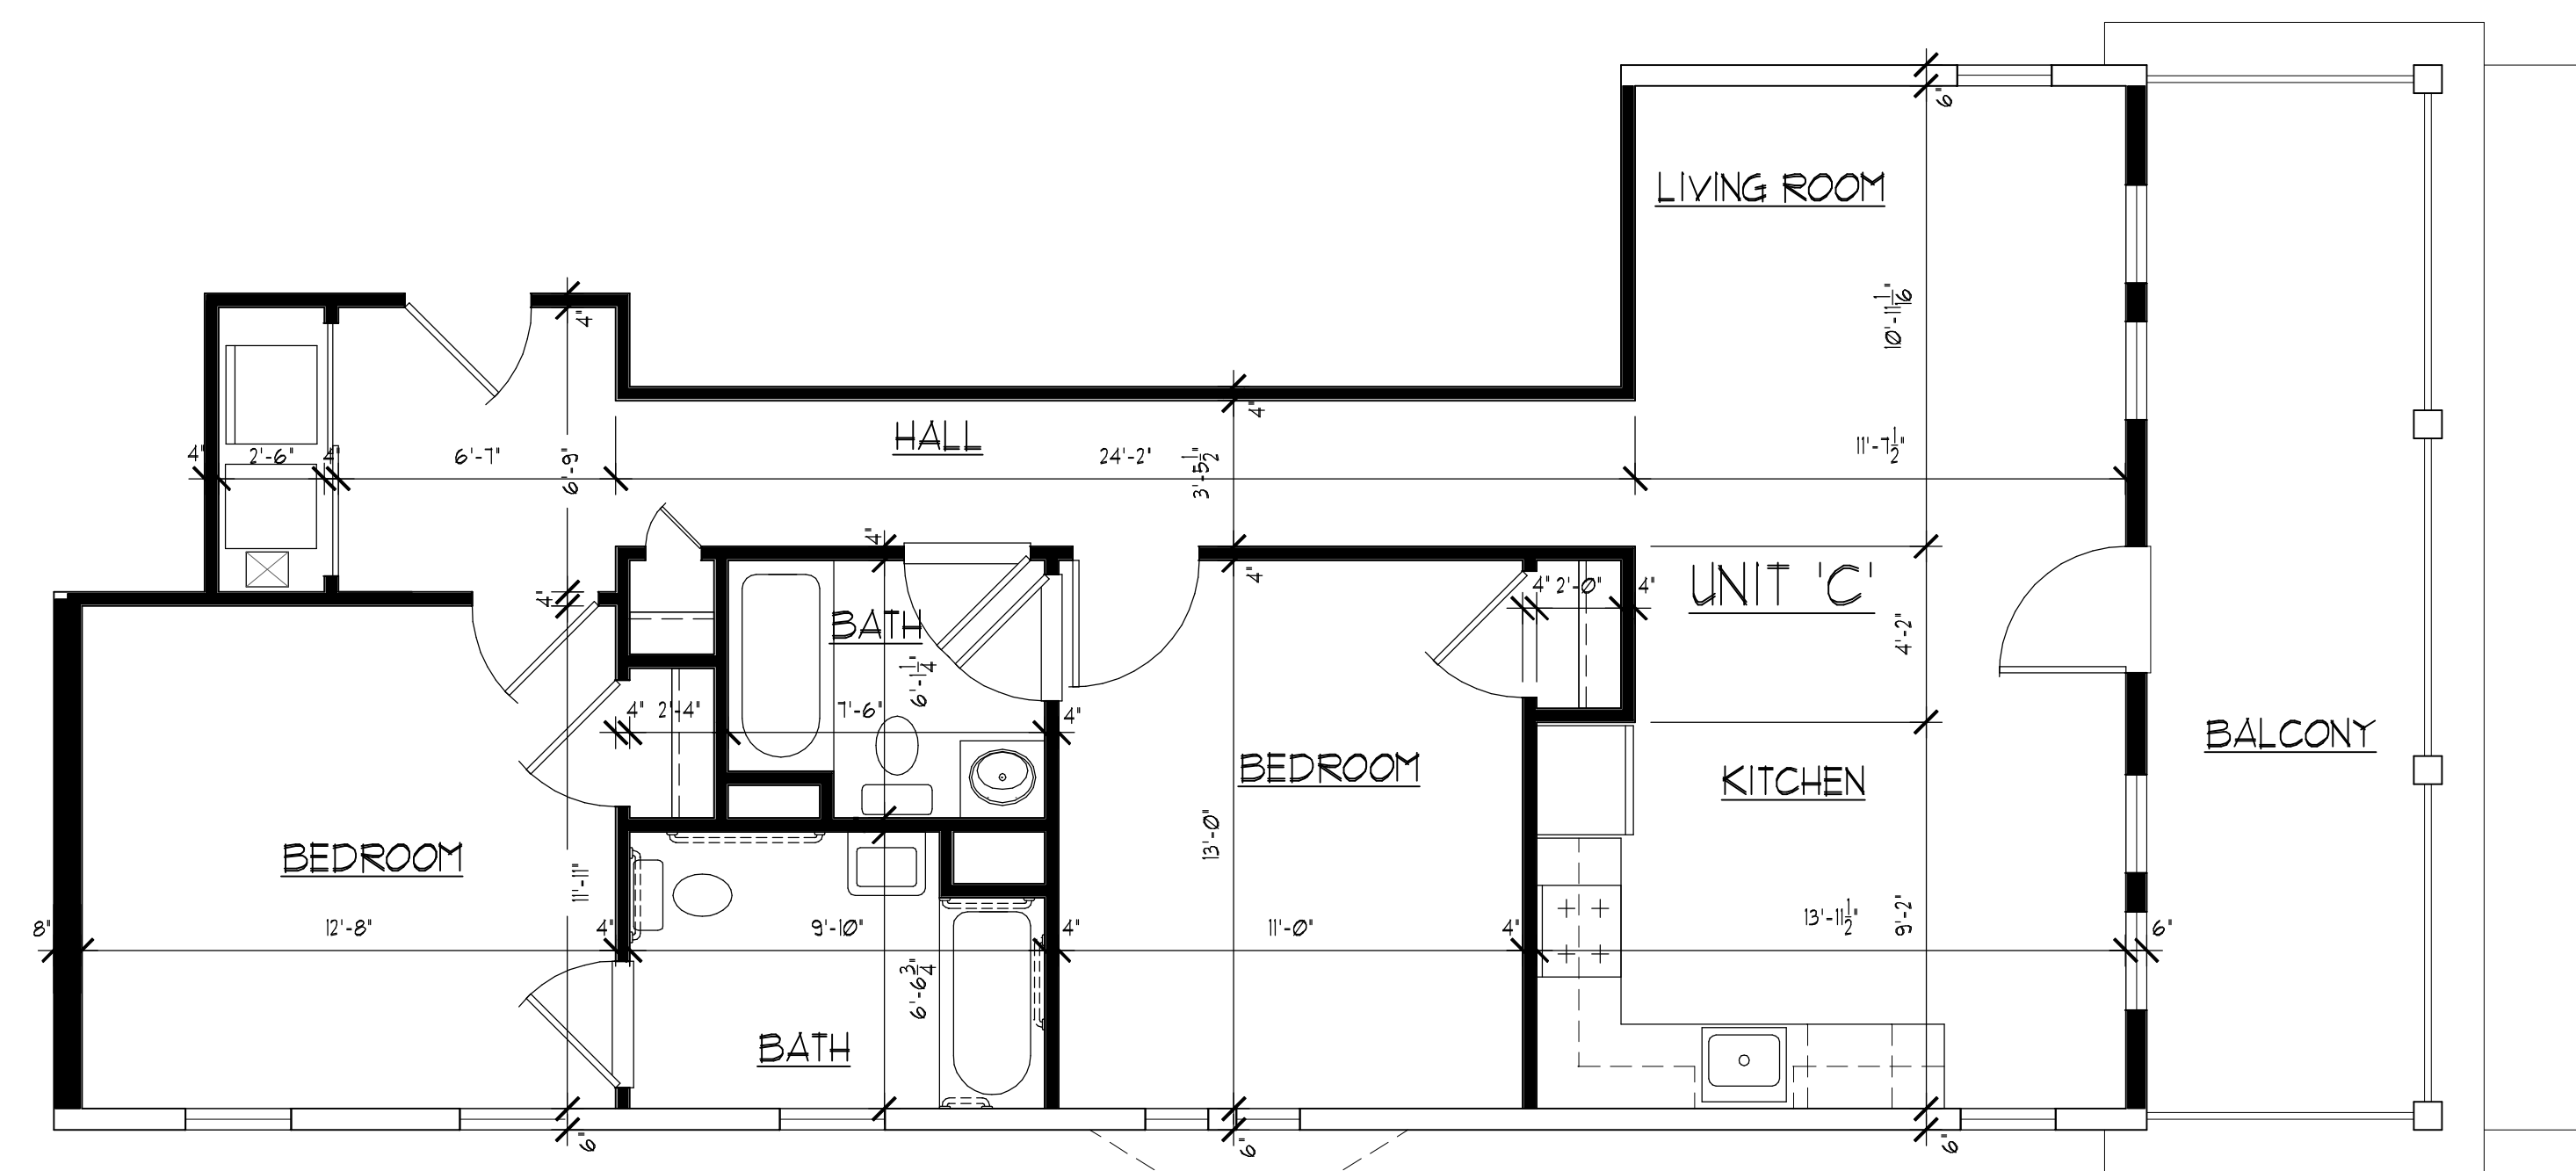 6"
LIVING ROOM
10'-11 1/16"
4"
4"
HALL
4" 2'-6" 4" 6'-7" 6'-9" 24'-2" 3'-5 1/2" 11'-7 1/2"
4"
4"
4"
4" 2'-0" 4"
UNIT 'C'
BATH
4'-2"
6'-1 1/4"
4" 2'-4" 7'-6" 4"
BALCONY
BEDROOM
KITCHEN
13'-0"
BEDROOM
11'-11"
8" 12'-8" 4" 9'-10" 4" 11'-0" 4" 13'-11 1/2" 9'-2" 6"
6'-6 3/4"
BATH
6"
6"
6"